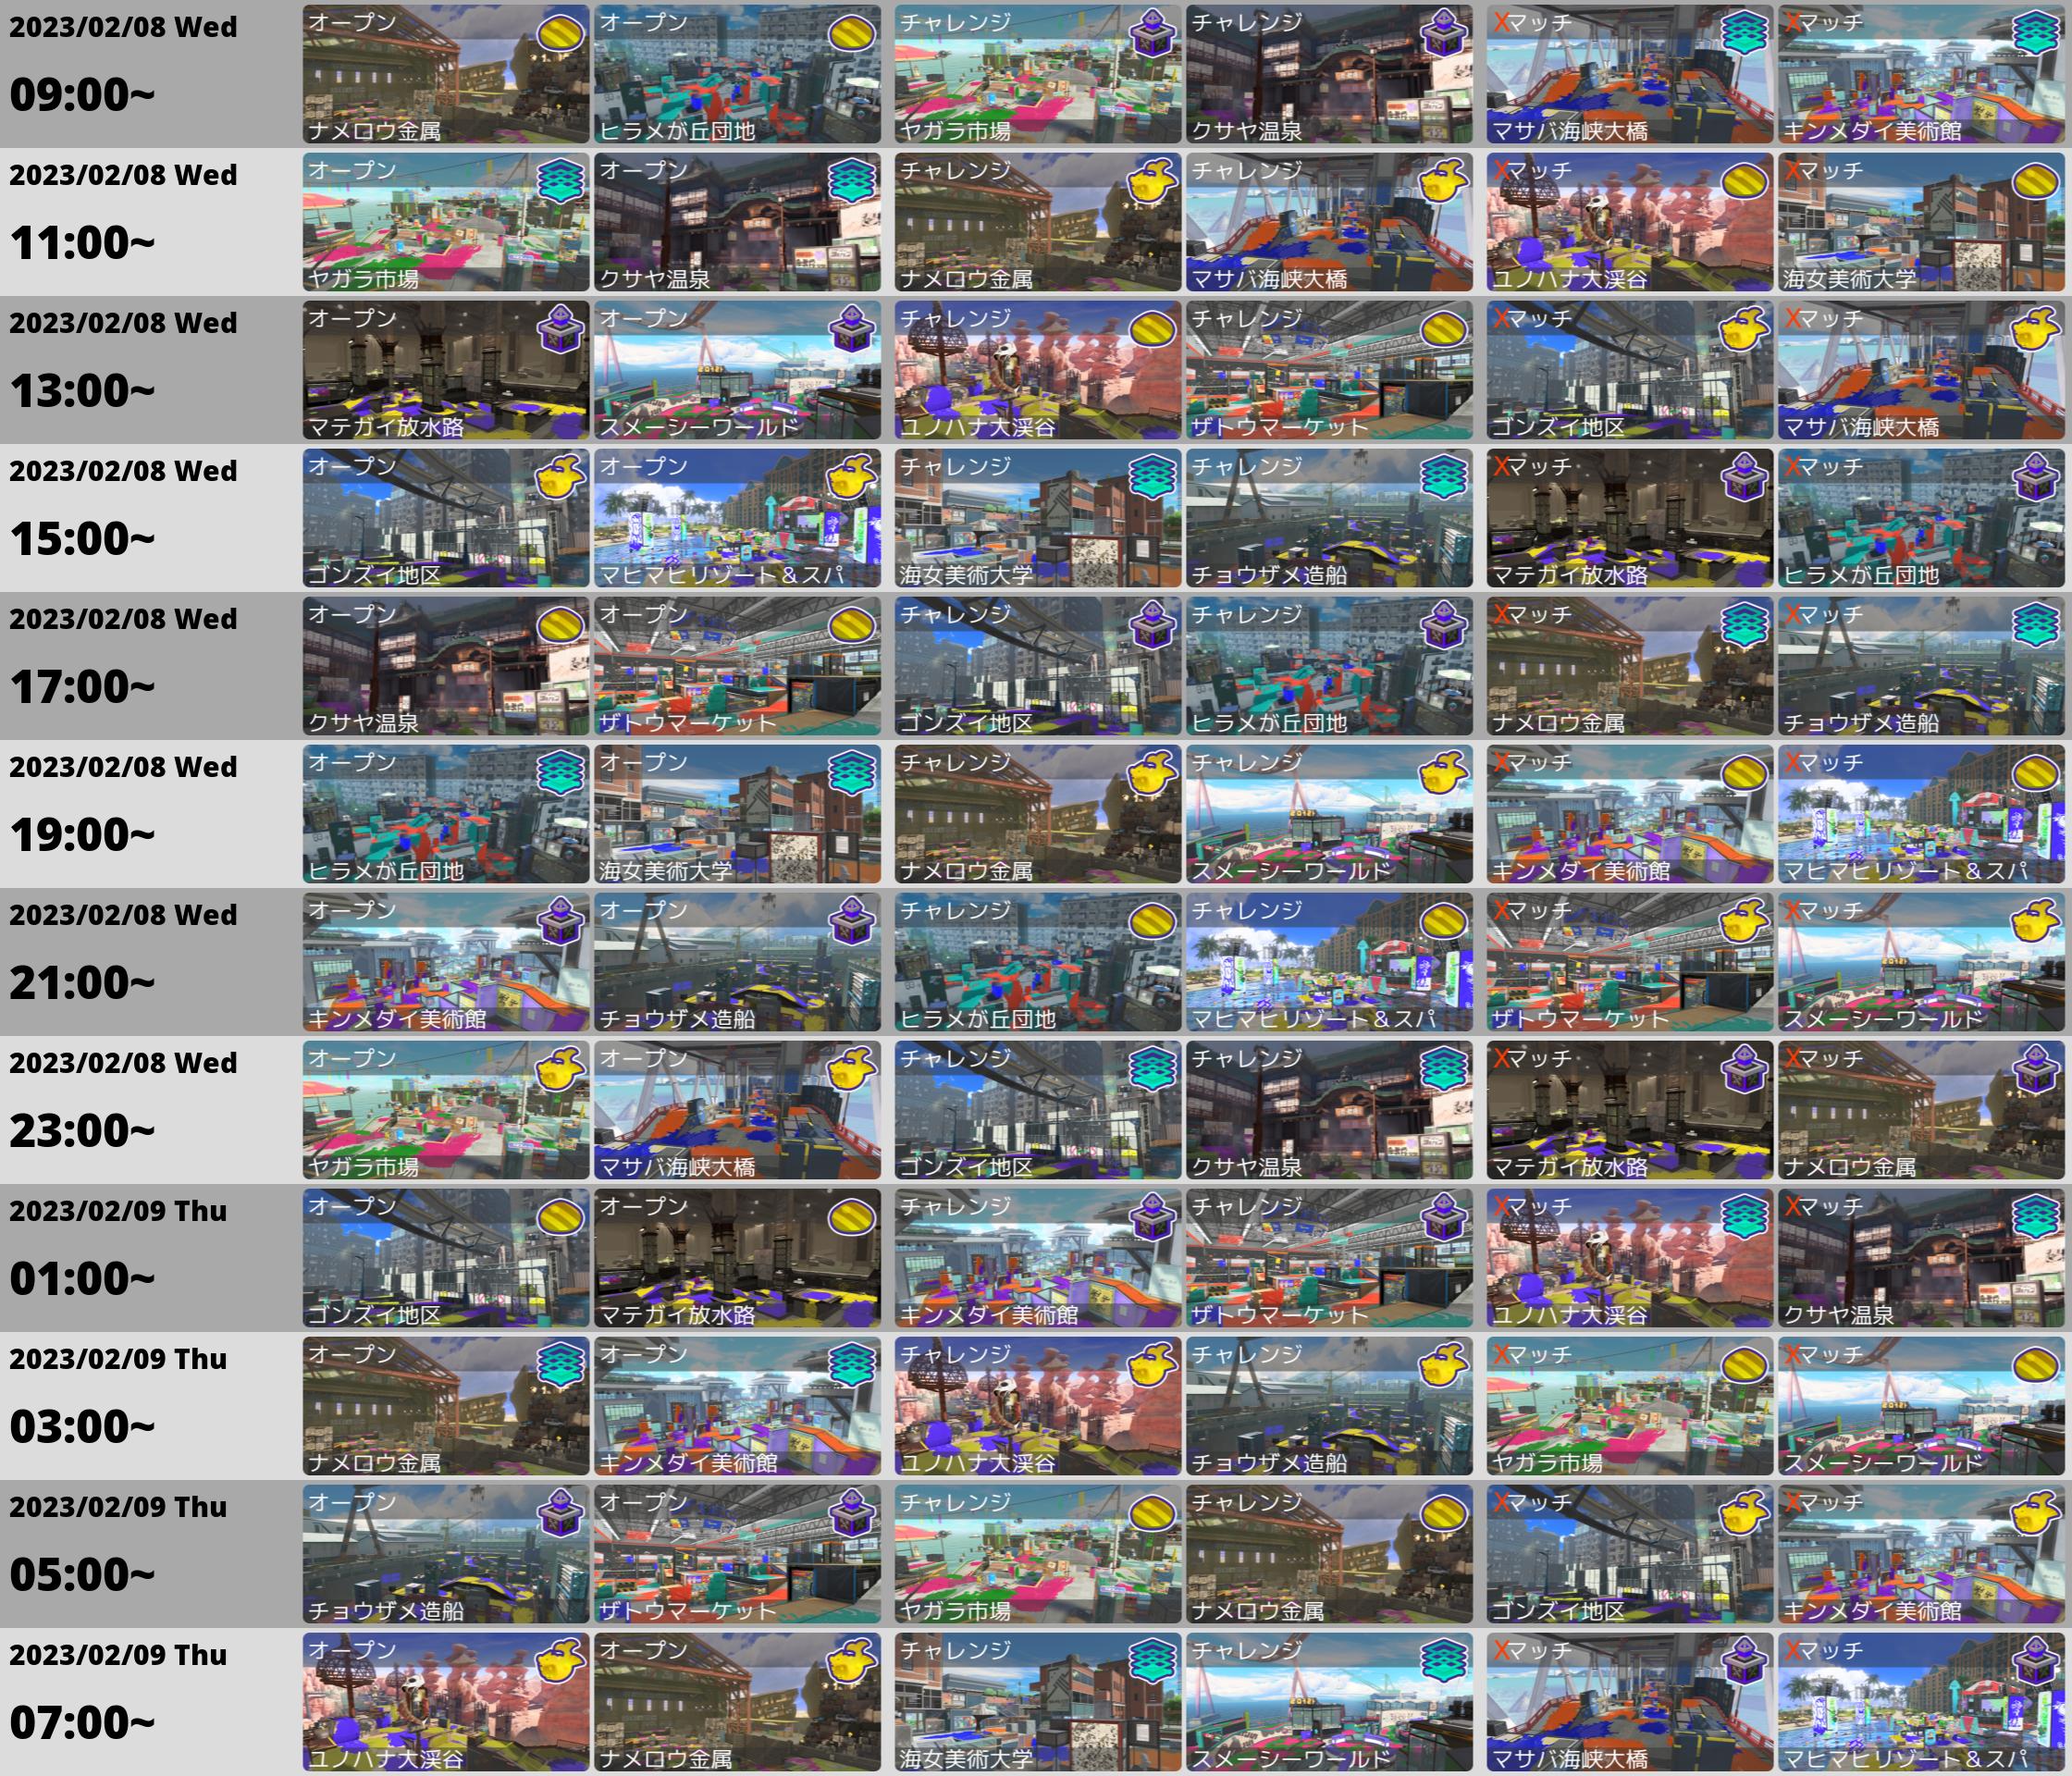 2023/02/08 Wed
09:00~
オープン オープン チャレンジ チャレンジ Xマッチ Xマッチ
ナメロウ金属 ヒラメが丘団地 ヤガラ市場 クサヤ温泉 マサバ海峡大橋 キンメダイ美術館
2023/02/08 Wed
11:00~
オープン オープン チャレンジ チャレンジ Xマッチ Xマッチ
ヤガラ市場 クサヤ温泉 ナメロウ金属 マサバ海峡大橋 ユノハナ大渓谷 海女美術大学
2023/02/08 Wed
13:00~
オープン オープン チャレンジ チャレンジ Xマッチ Xマッチ
マテガイ放水路 スメーシーワールド ユノハナ大渓谷 ザトウマーケット ゴンズイ地区 マサバ海峡大橋
2023/02/08 Wed
15:00~
オープン オープン チャレンジ チャレンジ Xマッチ Xマッチ
ゴンズイ地区 マヒマヒリゾート＆スパ 海女美術大学 チョウザメ造船 マテガイ放水路 ヒラメが丘団地
2023/02/08 Wed
17:00~
オープン オープン チャレンジ チャレンジ Xマッチ Xマッチ
クサヤ温泉 ザトウマーケット ゴンズイ地区 ヒラメが丘団地 ナメロウ金属 チョウザメ造船
2023/02/08 Wed
19:00~
オープン オープン チャレンジ チャレンジ Xマッチ Xマッチ
ヒラメが丘団地 海女美術大学 ナメロウ金属 スメーシーワールド キンメダイ美術館 マヒマヒリゾート＆スパ
2023/02/08 Wed
21:00~
オープン オープン チャレンジ チャレンジ Xマッチ Xマッチ
キンメダイ美術館 チョウザメ造船 ヒラメが丘団地 マヒマヒリゾート＆スパ ザトウマーケット スメーシーワールド
2023/02/08 Wed
23:00~
オープン オープン チャレンジ チャレンジ Xマッチ Xマッチ
ヤガラ市場 マサバ海峡大橋 ゴンズイ地区 クサヤ温泉 マテガイ放水路 ナメロウ金属
2023/02/09 Thu
01:00~
オープン オープン チャレンジ チャレンジ Xマッチ Xマッチ
ゴンズイ地区 マテガイ放水路 キンメダイ美術館 ザトウマーケット ユノハナ大渓谷 クサヤ温泉
2023/02/09 Thu
03:00~
オープン オープン チャレンジ チャレンジ Xマッチ Xマッチ
ナメロウ金属 キンメダイ美術館 ユノハナ大渓谷 チョウザメ造船 ヤガラ市場 スメーシーワールド
2023/02/09 Thu
05:00~
オープン オープン チャレンジ チャレンジ Xマッチ Xマッチ
チョウザメ造船 ザトウマーケット ヤガラ市場 ナメロウ金属 ゴンズイ地区 キンメダイ美術館
2023/02/09 Thu
07:00~
オープン オープン チャレンジ チャレンジ Xマッチ Xマッチ
ユノハナ大渓谷 ナメロウ金属 海女美術大学 スメーシーワールド マサバ海峡大橋 マヒマヒリゾート＆スパ